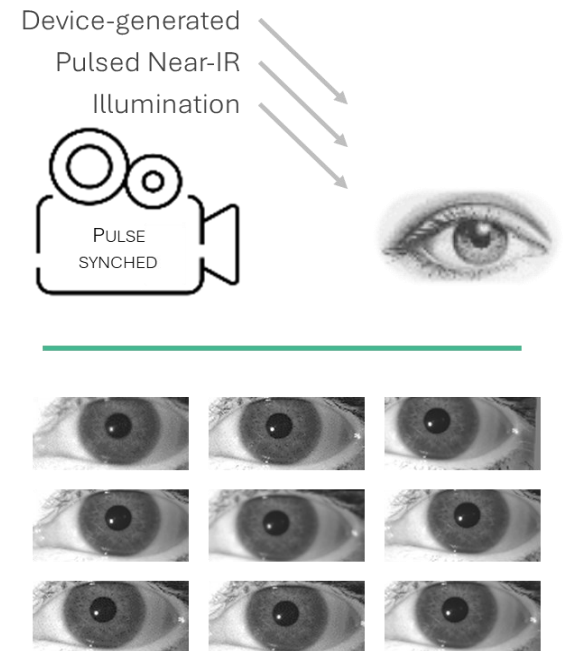 Device-generated
Pulsed Near-IR
Illumination
PULSE
SYNCHED